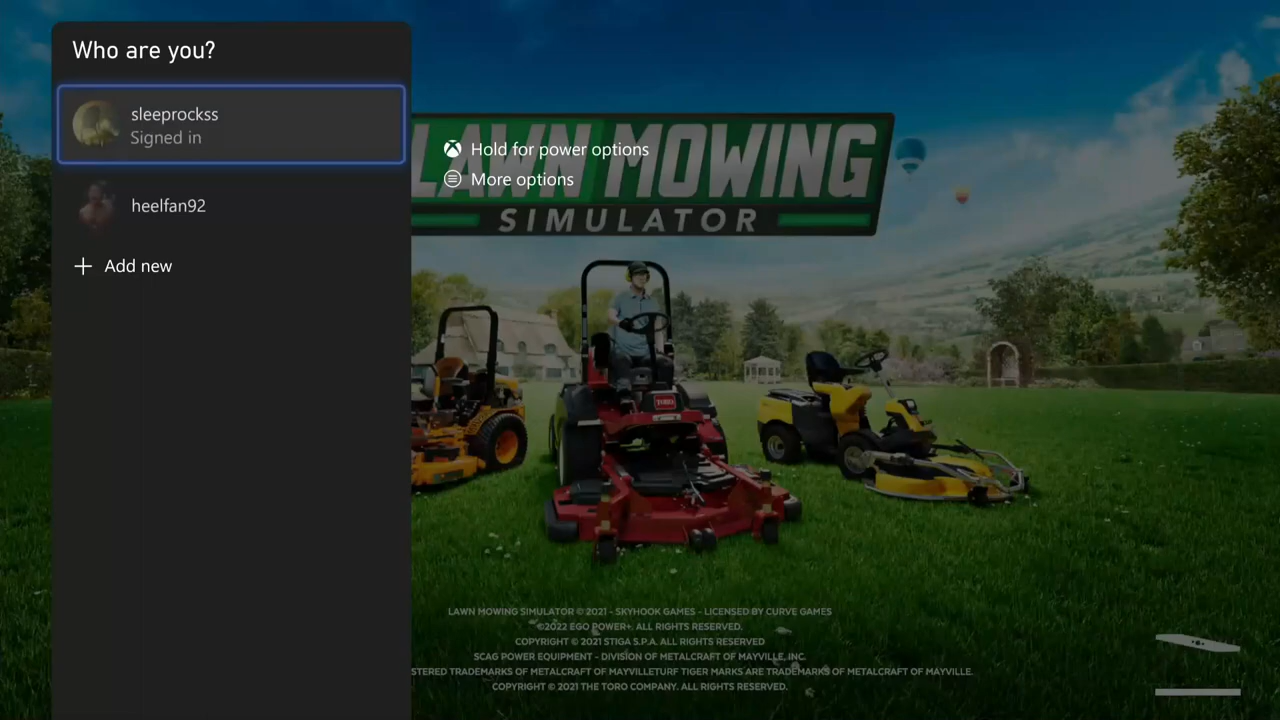 Who are you?
sleeprockss
Signed in
heelfan92
Add new
Hold for power options
More options
LAWN MOWING
SIMULATOR
TORO
LAWN MOWING SIMULATOR © 2021 - SKYHOOK GAMES - LICENSED BY CURVE GAMES
©2022 EGO POWER+. ALL RIGHTS RESERVED.
COPYRIGHT © 2021 STIGA S.P.A. ALL RIGHTS RESERVED
SCAG POWER EQUIPMENT - DIVISION OF METALCRAFT OF MAYVILLE, INC.
STERED TRADEMARKS OF METALCRAFT OF MAYVILLETURF TIGER MARKS ARE TRADEMARKS OF METALCRAFT OF MAYVILLE.
COPYRIGHT © 2021 THE TORO COMPANY. ALL RIGHTS RESERVED.